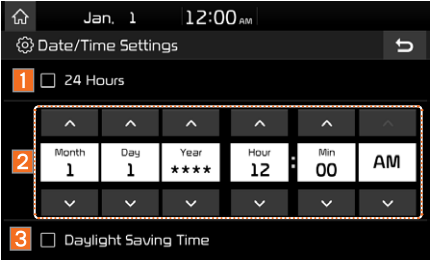 Jan. 1 12:00 AM
Date/Time Settings
1 24 Hours
Month Day Year Hour Min
2 1 1 **** 12 : 00 AM
3 Daylight Saving Time